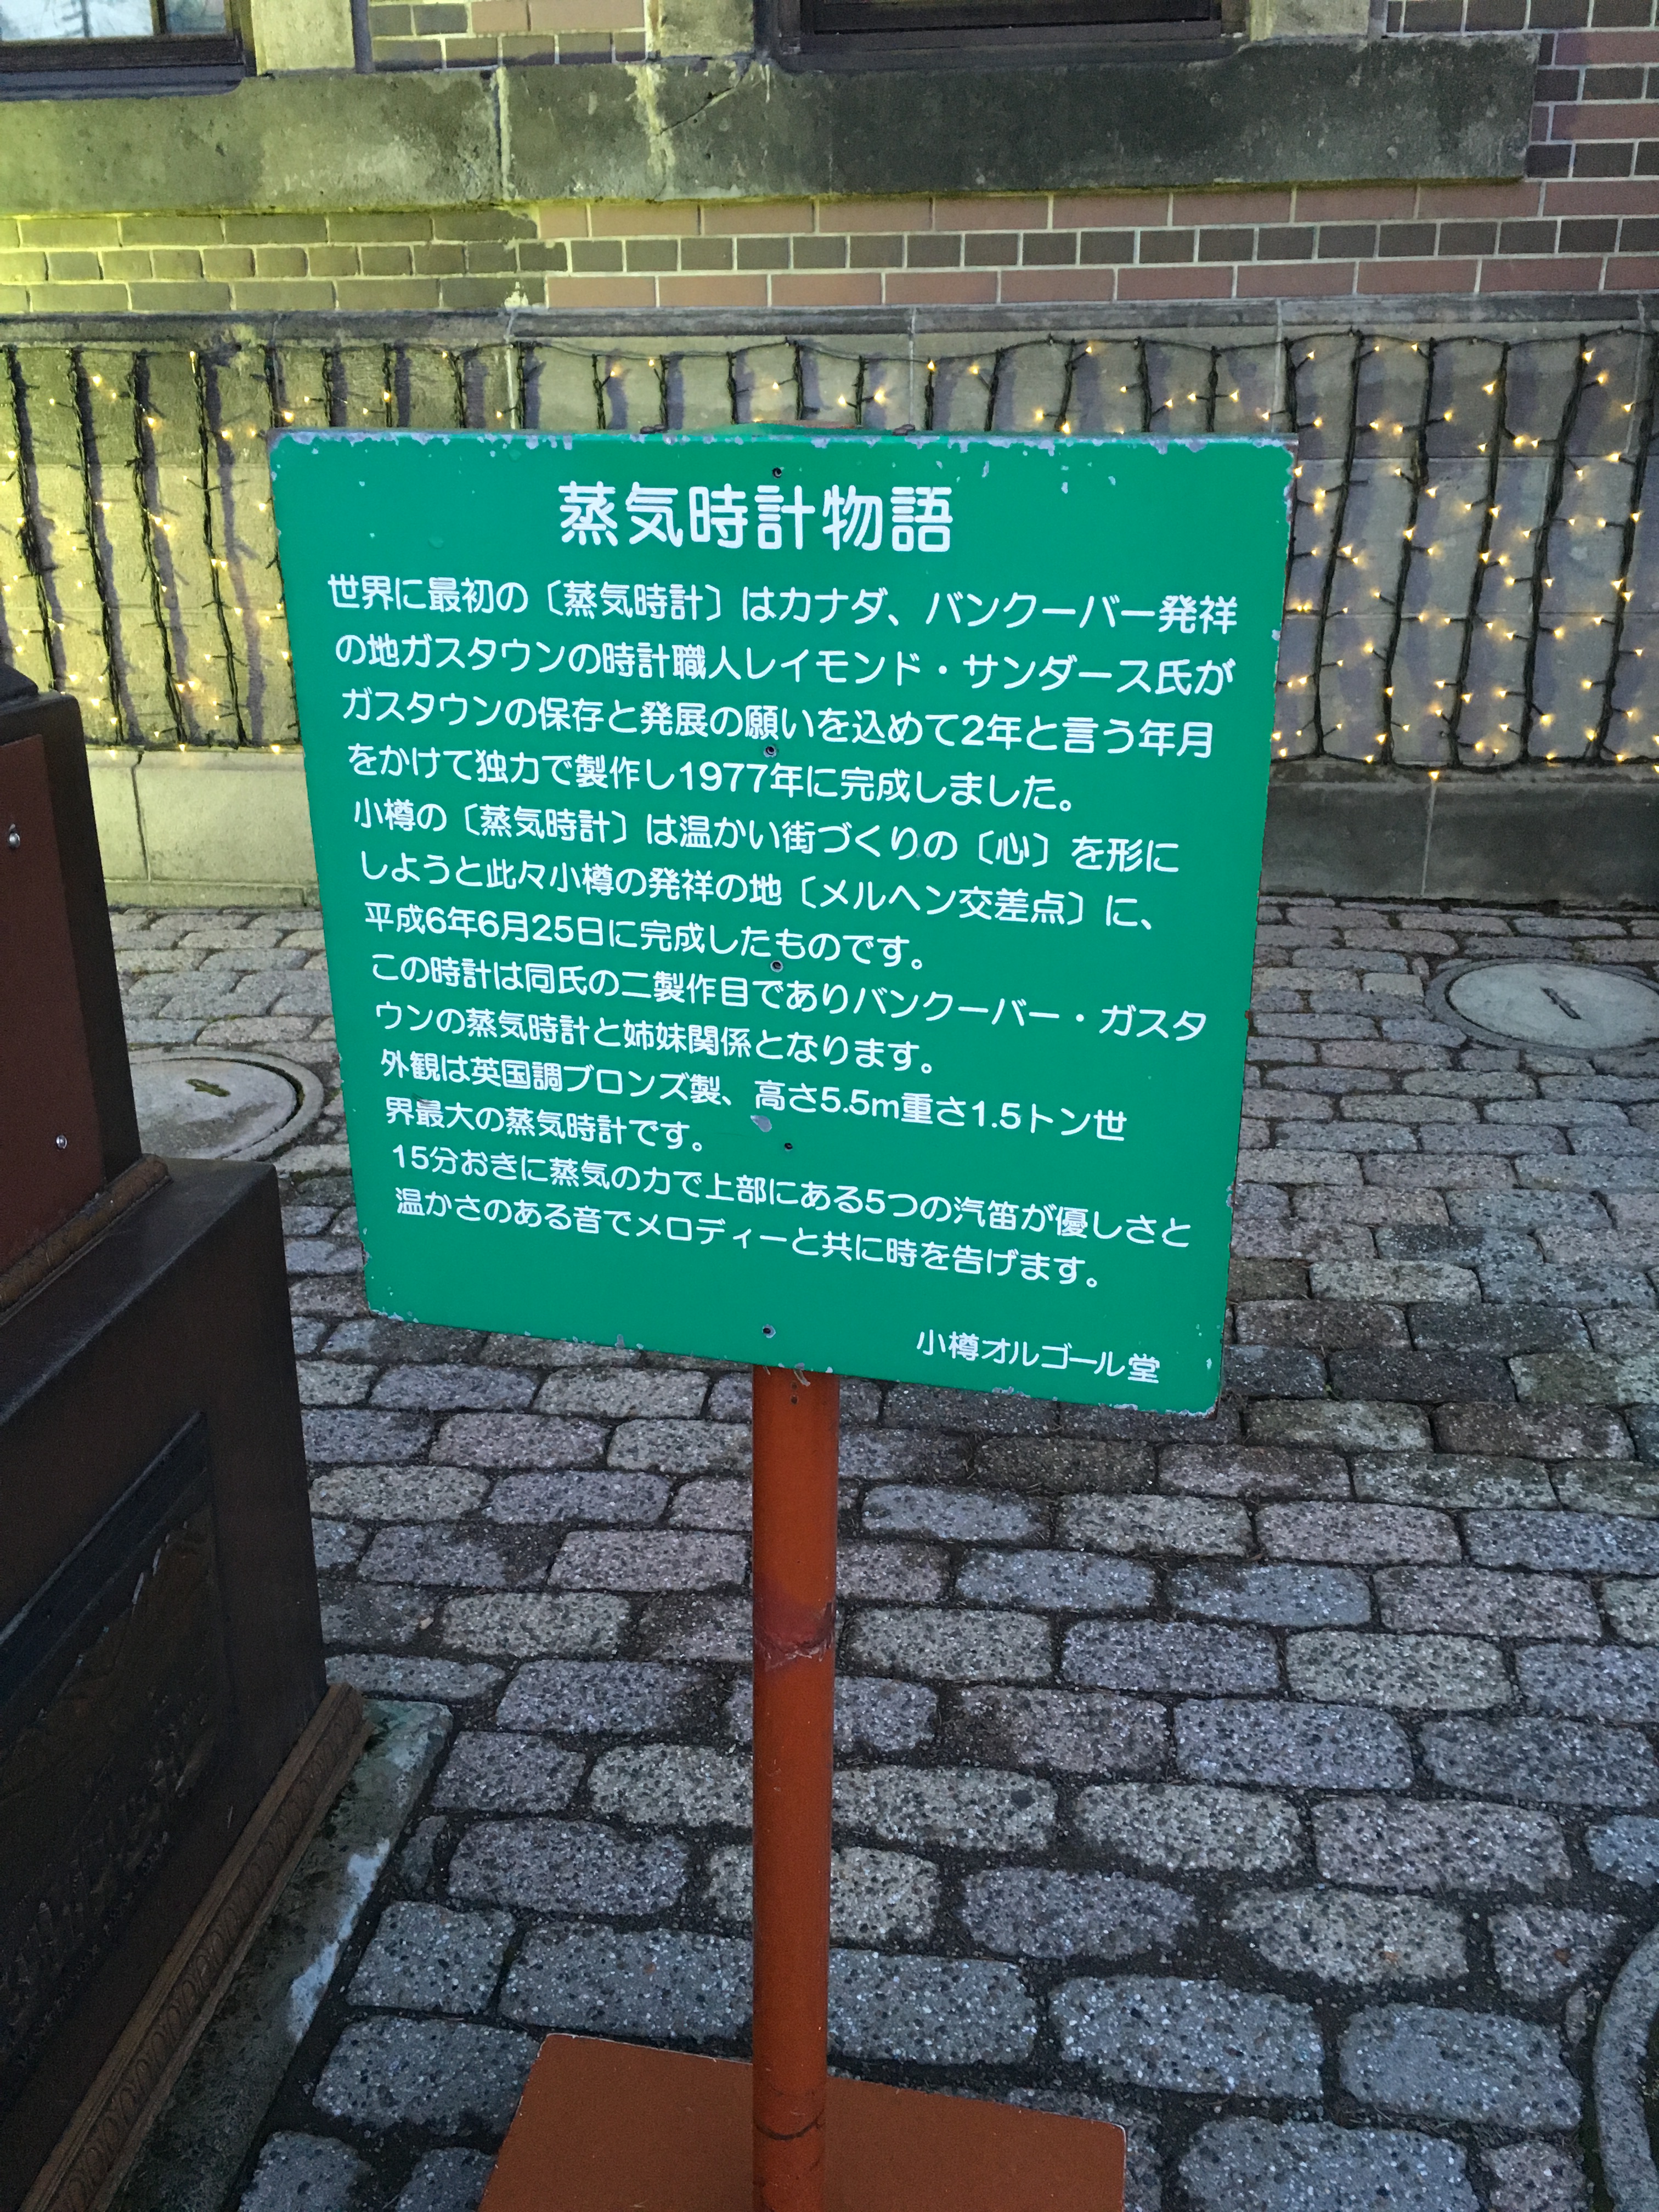 蒸気時計物語
世界に最初の〔蒸気時計〕はカナダ、バンクーバー発祥
の地ガスタウンの時計職人レイモンド・サンダース氏が
ガスタウンの保存と発展の願いを込めて2年と言う年月
をかけて独力で製作し1977年に完成しました。
小樽の〔蒸気時計〕は温かい街づくりの〔心〕を形に
しようと此々小樽の発祥の地〔メルヘン交差点〕に、
平成6年6月25日に完成したものです。
この時計は同氏の二製作目でありバンクーバー・ガスタ
ウンの蒸気時計と姉妹関係となります。
外観は英国調ブロンズ製、高さ5.5m重さ1.5トン世
界最大の蒸気時計です。
15分おきに蒸気の力で上部にある5つの汽笛が優しさと
温かさのある音でメロディーと共に時を告げます。
小樽オルゴール堂